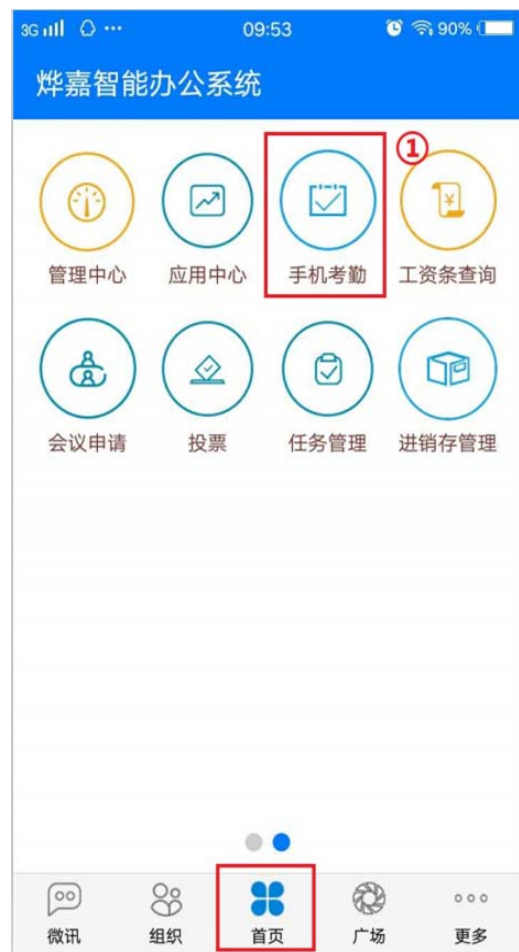 3G 09:53 90%
烨嘉智能办公系统
①
管理中心 应用中心 手机考勤 工资条查询
会议申请 投票 任务管理 进销存管理
微讯 组织 首页 广场 更多